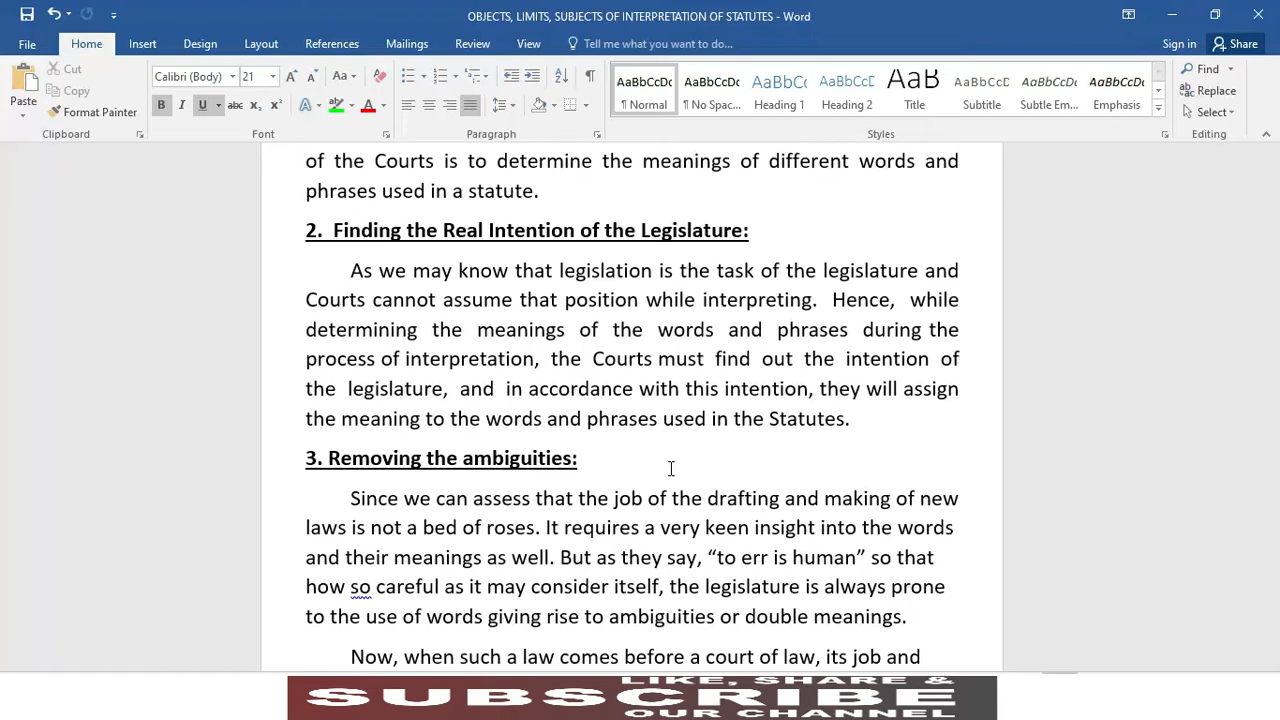 OBJECTS, LIMITS, SUBJECTS OF INTERPRETATION OF STATUTES - Word
File Home Insert Design Layout References Mailings Review View Tell me what you want to do... Sign in Share
Paste Cut Copy Format Painter
Clipboard
Calibri (Body) 21
Font
Paragraph
AaBbCcDc AaBbCcDc AaBbC AaBbCcD AaB AaBbCcD AaBbCcDc AaBbCcDc
¶ Normal ¶ No Spac... Heading 1 Heading 2 Title Subtitle Subtle Em... Emphasis
Styles
Find Replace Select
Editing
of the Courts is to determine the meanings of different words and
phrases used in a statute.
2. Finding the Real Intention of the Legislature:
As we may know that legislation is the task of the legislature and
Courts cannot assume that position while interpreting. Hence, while
determining the meanings of the words and phrases during the
process of interpretation, the Courts must find out the intention of
the legislature, and in accordance with this intention, they will assign
the meaning to the words and phrases used in the Statutes.
3. Removing the ambiguities:
Since we can assess that the job of the drafting and making of new
laws is not a bed of roses. It requires a very keen insight into the words
and their meanings as well. But as they say, “to err is human” so that
how so careful as it may consider itself, the legislature is always prone
to the use of words giving rise to ambiguities or double meanings.
Now, when such a law comes before a court of law, its job and
LIKE, SHARE &
SUBSCRIBE
OUR CHANNEL